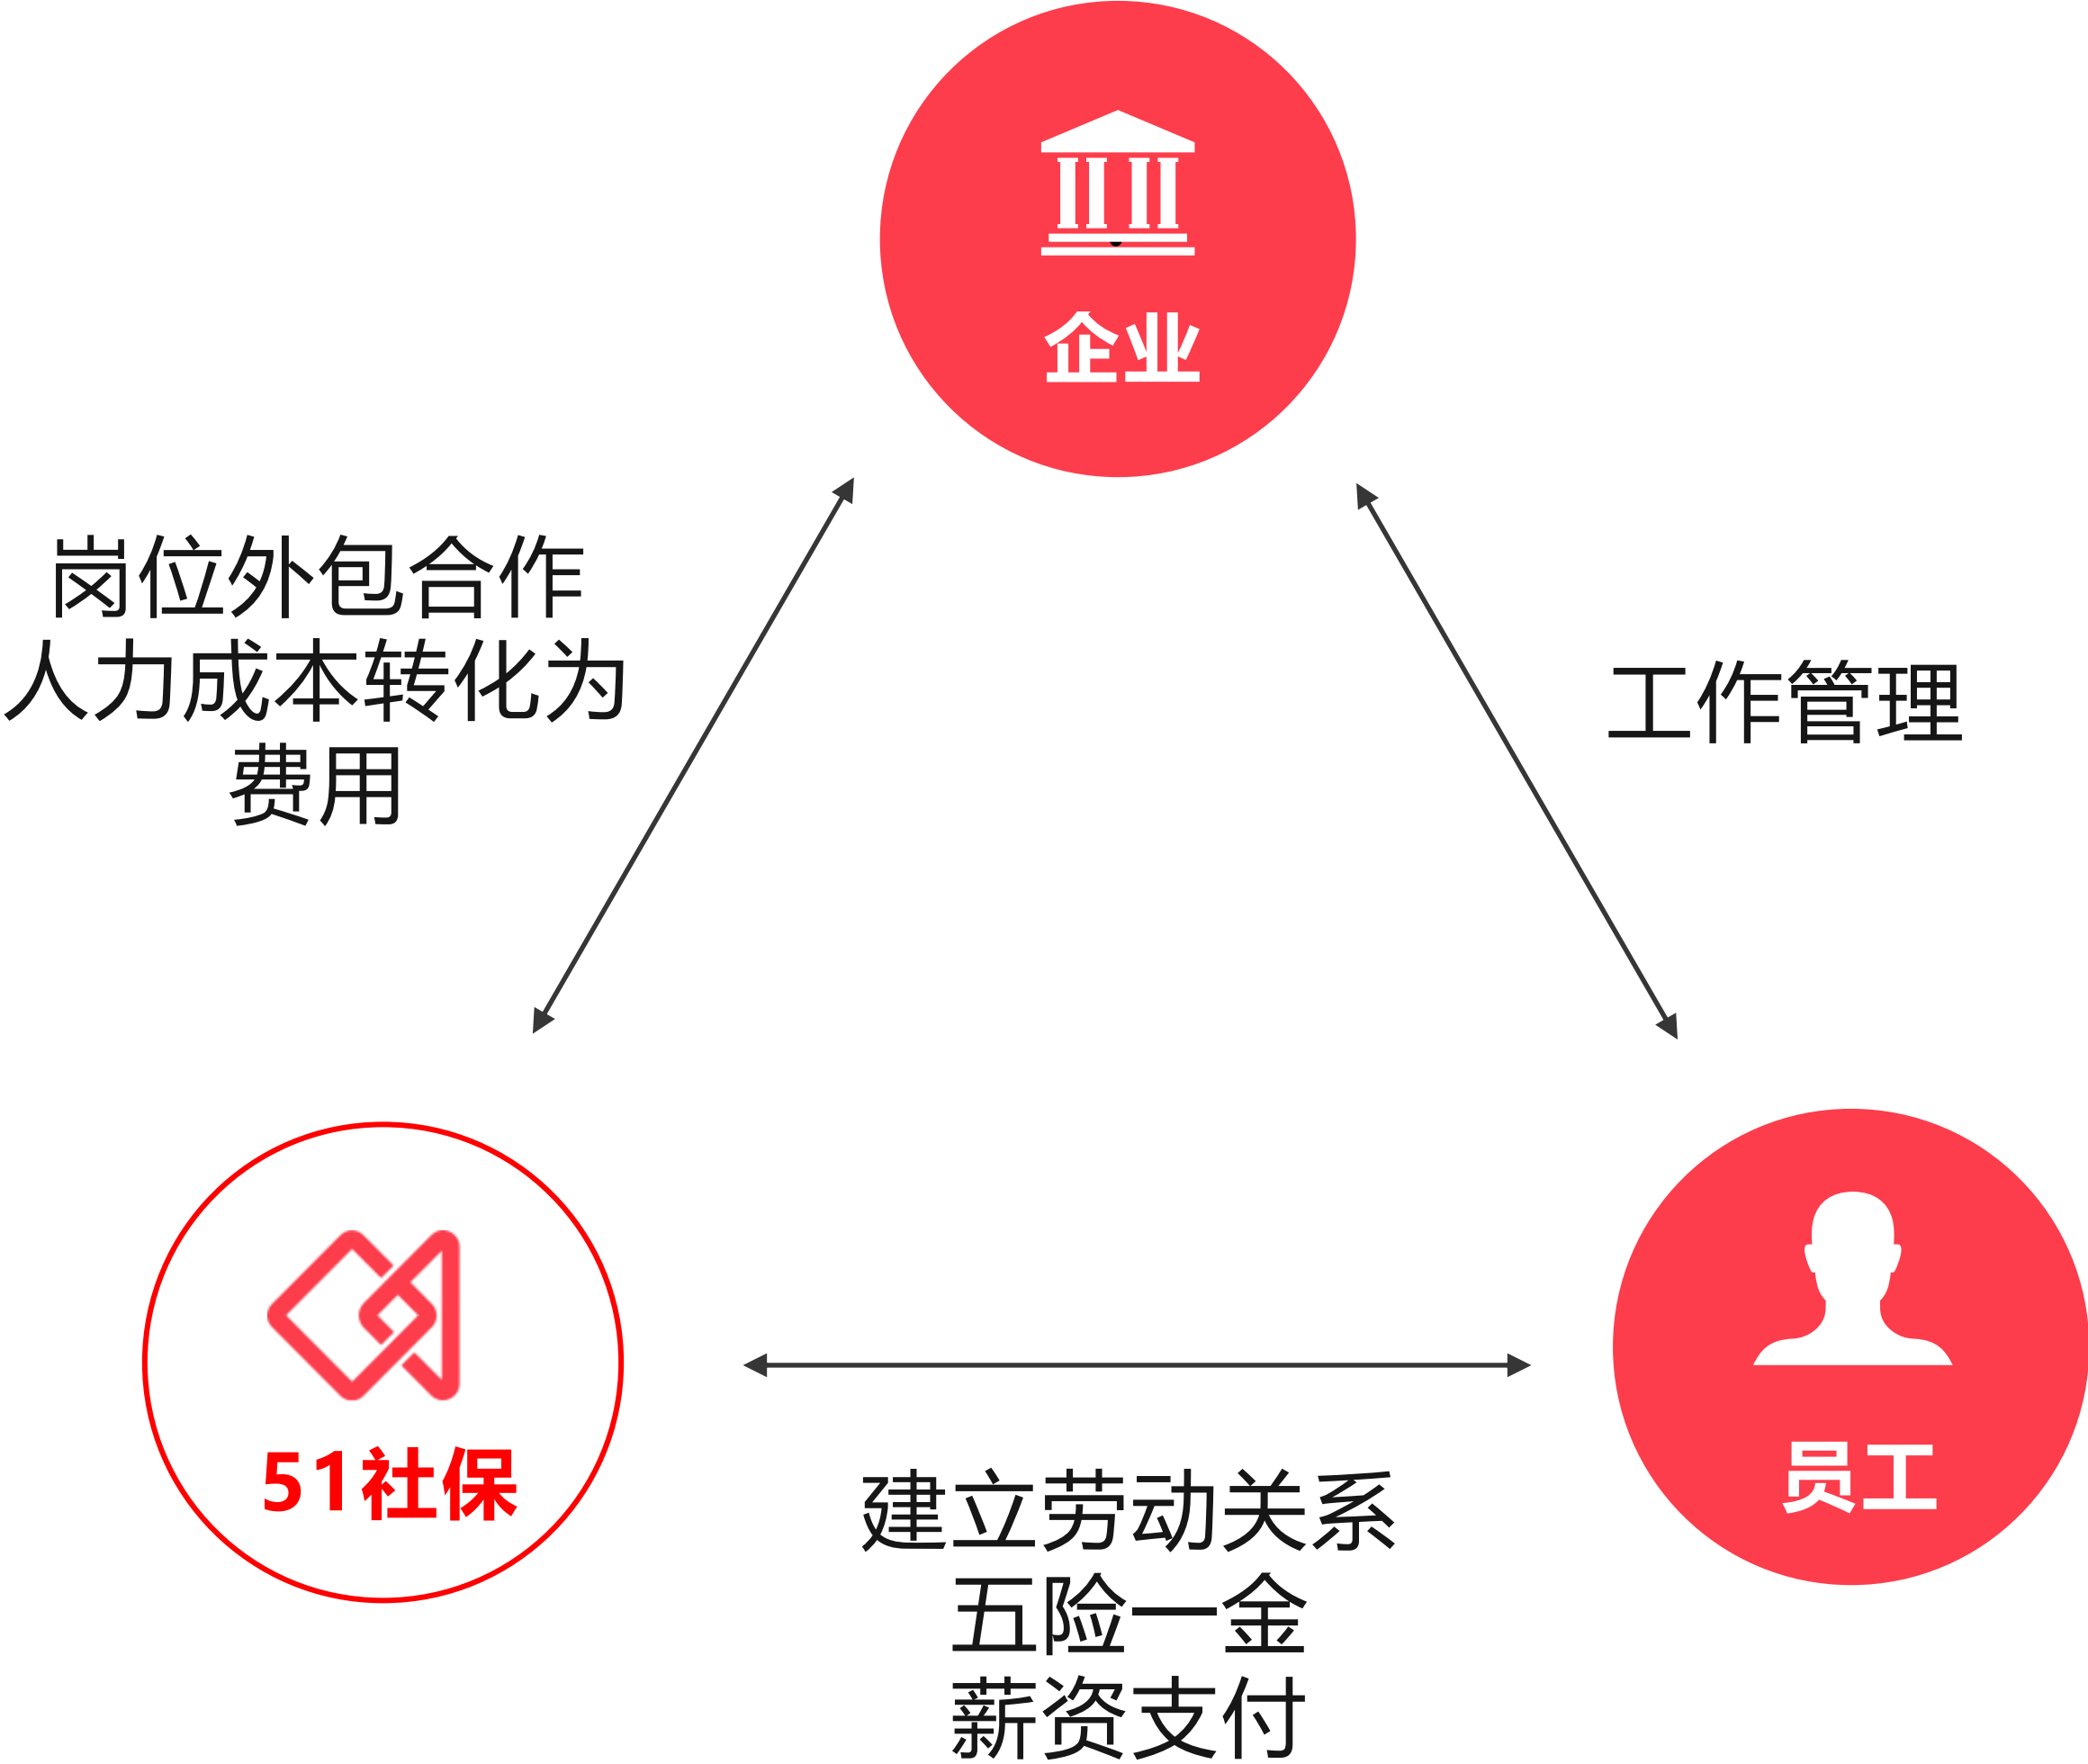 企业
岗位外包合作
人力成本转化为
费用
工作管理
51社保
员工
建立劳动关系
五险一金
薪资支付